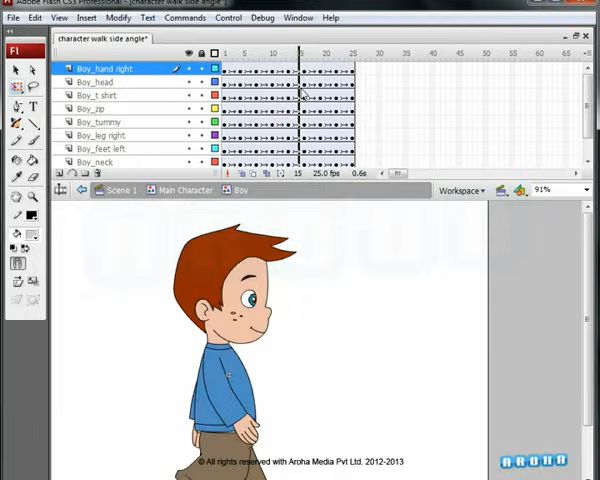 Adobe Flash CS3 Professional - [character walk side angle*]
File Edit View Insert Modify Text Commands Control Debug Window Help
Fl
character walk side angle*
1 5 10 15 20 25 30 35 40 45 50 55 60 65
Boy_hand right
Boy_head
Boy_t shirt
Boy_zip
Boy_tummy
Boy_leg right
Boy_feet left
Boy_neck
15 25.0 fps 0.6s
Scene 1 Main Character Boy Workspace 91%
T
© All rights reserved with Aroha Media Pvt Ltd. 2012-2013
AROHA